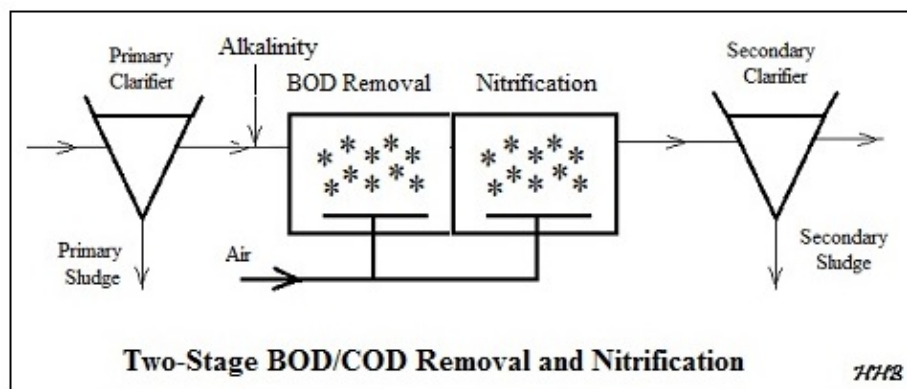 Primary
Clarifier
Alkalinity
BOD Removal
Nitrification
Secondary
Clarifier
Primary
Sludge
Air
Secondary
Sludge
Two-Stage BOD/COD Removal and Nitrification
HHB